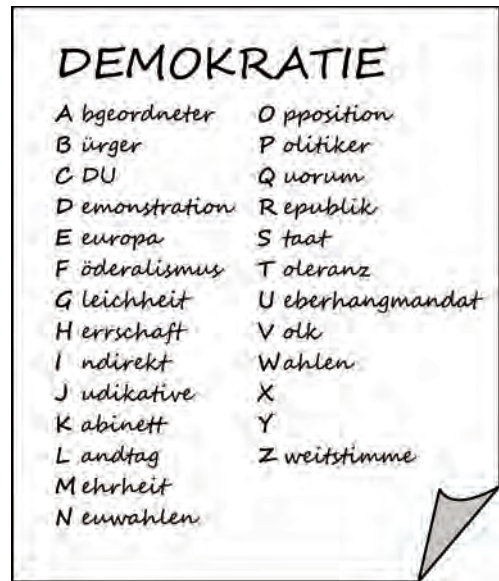 DEMOKRATIE
A bgeordneter
B ürger
C DU
D emonstration
E europa
F öderalismus
G leichheit
H errschaft
I ndirekt
J udikative
K abinett
L andtag
M ehrheit
N euwahlen
O pposition
P olitiker
Q uorum
R epublik
S taat
T oleranz
U eberhangmandat
V olk
W ahlen
X
Y
Z weitstimme